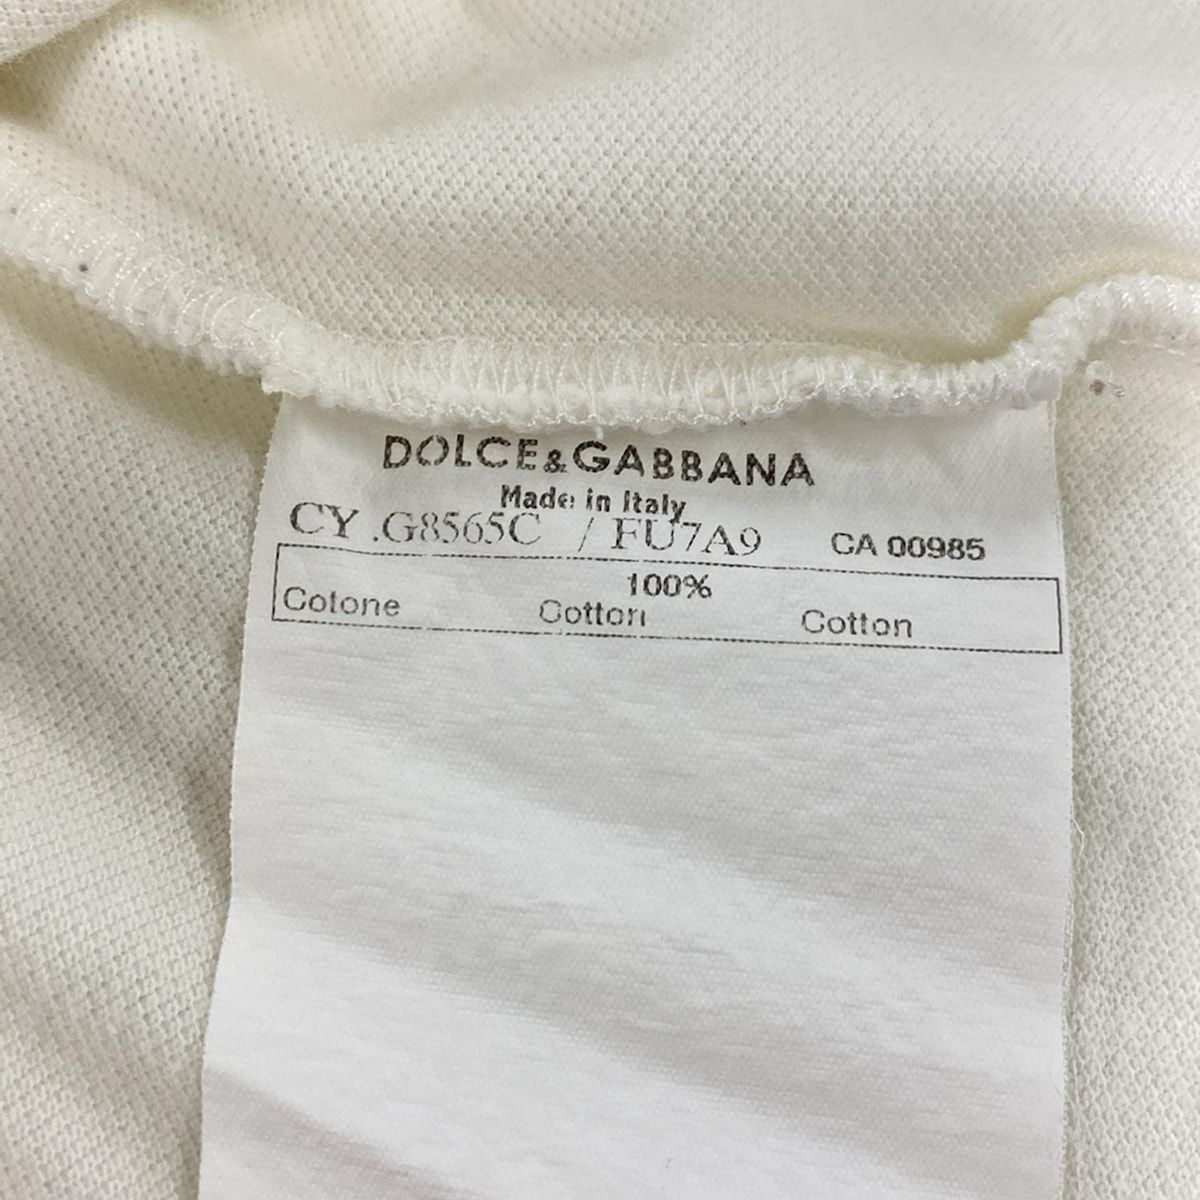 DOLCE&GABBANA
Made in Italy
CY .G8565C / FU7A9 CA 00985
100%
Cotone Cotton Cotton